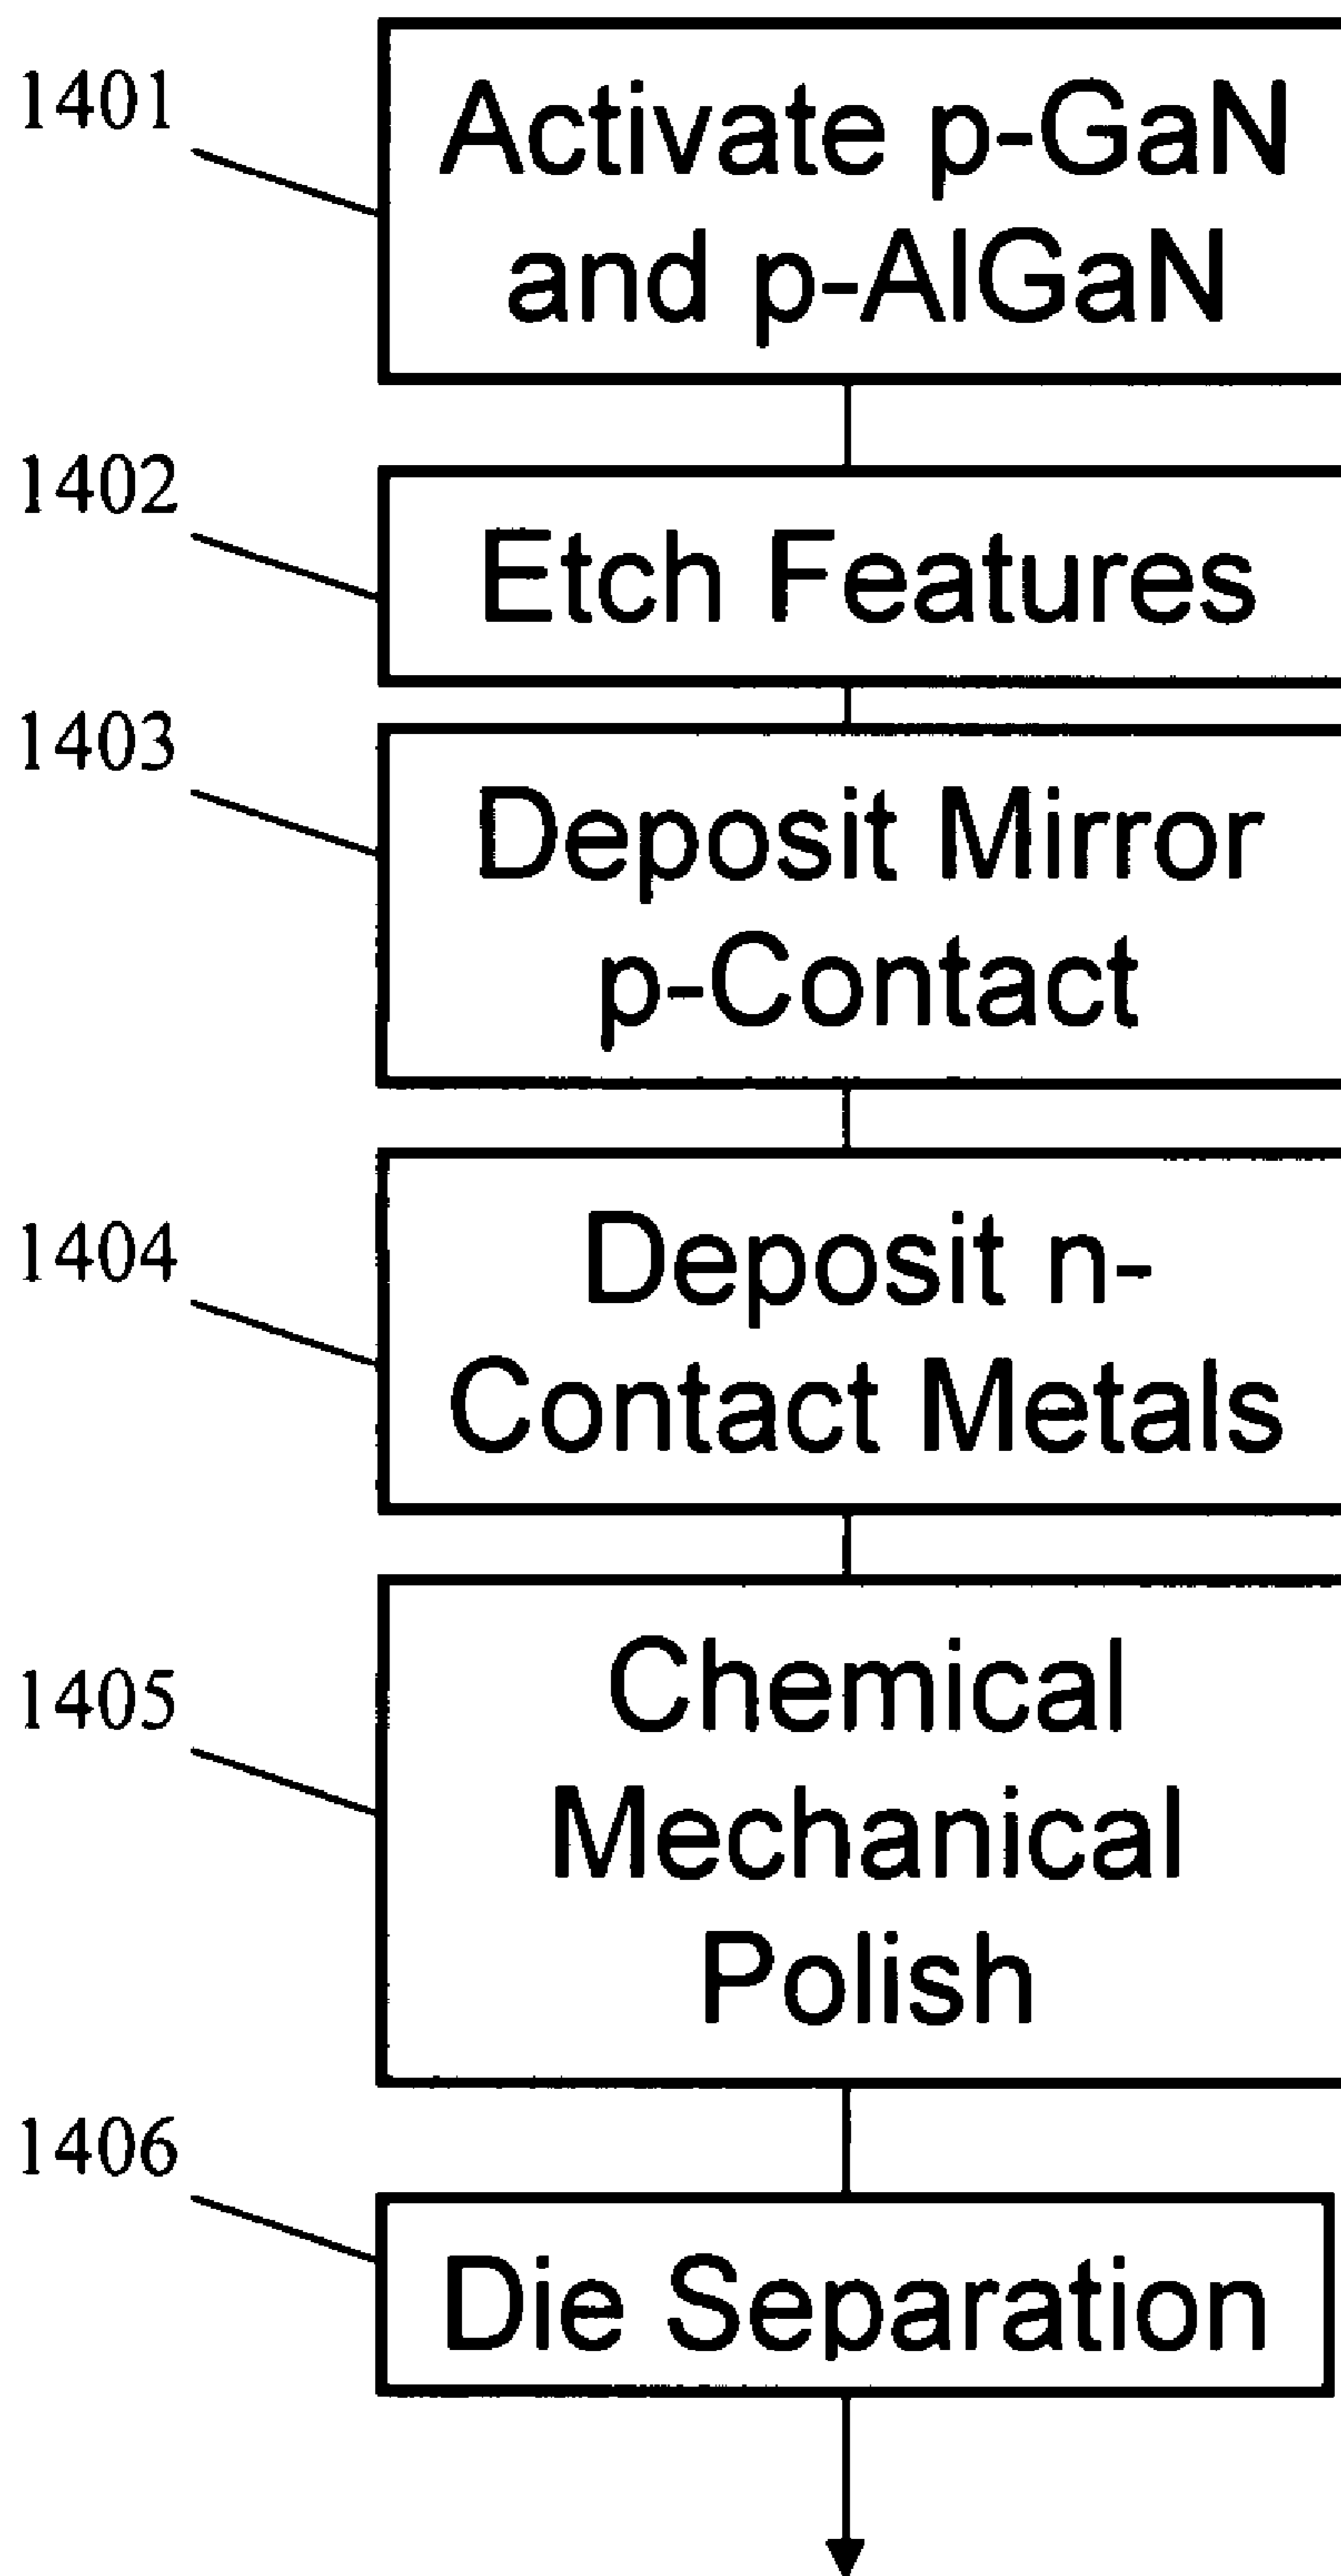 1401
Activate p-GaN
and p-AlGaN
1402
Etch Features
1403
Deposit Mirror
p-Contact
1404
Deposit n-
Contact Metals
1405
Chemical
Mechanical
Polish
1406
Die Separation